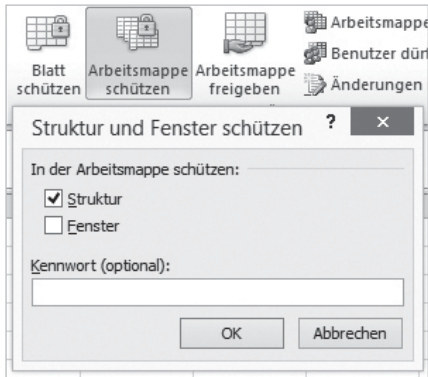 Blatt schützen
Arbeitsmappe schützen
Arbeitsmappe freigeben
Arbeitsmappe
Benutzer dür
Änderungen
Struktur und Fenster schützen ? ×
In der Arbeitsmappe schützen:
Struktur
Fenster
Kennwort (optional):
OK Abbrechen